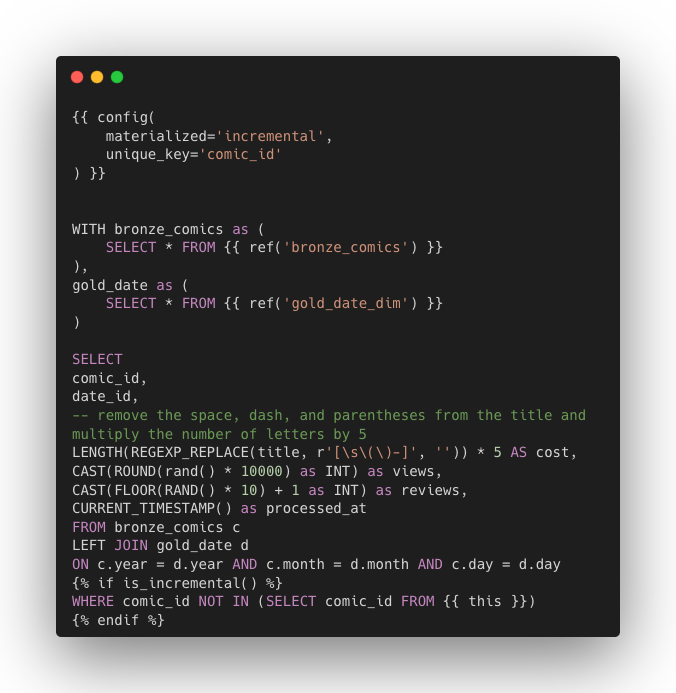 {{ config(
    materialized='incremental',
    unique_key='comic_id'
) }}
WITH bronze_comics as (
    SELECT * FROM {{ ref('bronze_comics') }}
),
gold_date as (
    SELECT * FROM {{ ref('gold_date_dim') }}
)
SELECT
comic_id,
date_id,
-- remove the space, dash, and parentheses from the title and
multiply the number of letters by 5
LENGTH(REGEXP_REPLACE(title, r'[\s\(\)-]', '')) * 5 AS cost,
CAST(ROUND(rand() * 10000) as INT) as views,
CAST(FLOOR(RAND() * 10) + 1 as INT) as reviews,
CURRENT_TIMESTAMP() as processed_at
FROM bronze_comics c
LEFT JOIN gold_date d
ON c.year = d.year AND c.month = d.month AND c.day = d.day
{% if is_incremental() %}
WHERE comic_id NOT IN (SELECT comic_id FROM {{ this }})
{% endif %}